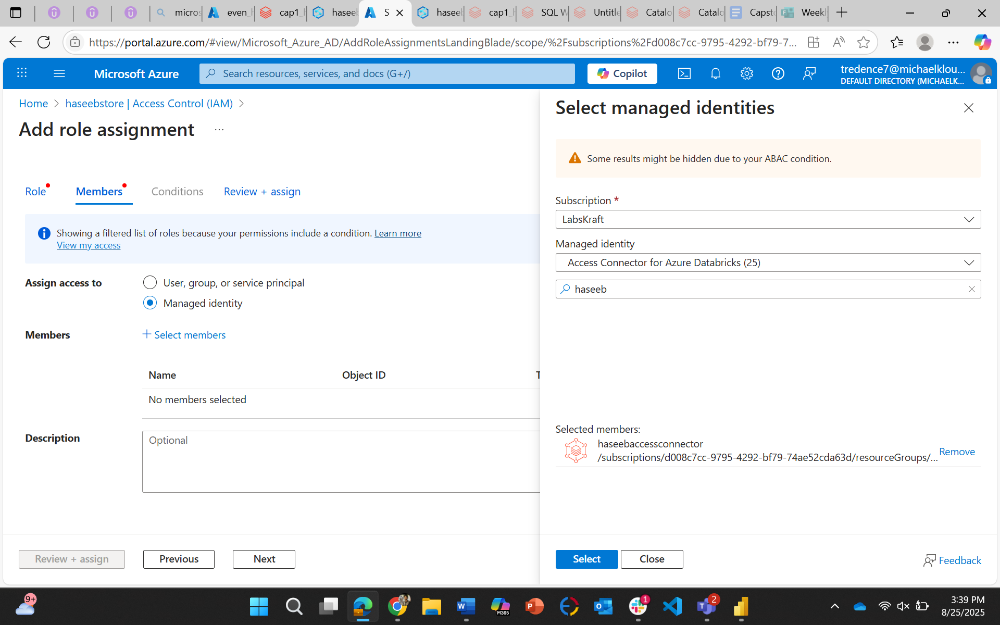 micros
even_h
cap1_h
haseeb
S
haseeb
cap1_h
SQL W
Untitle
Catalo
Catalo
Capsto
Weekl
https://portal.azure.com/#view/Microsoft_Azure_AD/AddRoleAssignmentsLandingBlade/scope/%2Fsubscriptions%2Fd008c7cc-9795-4292-bf79-7...
Microsoft Azure
Search resources, services, and docs (G+/)
Copilot
tredence7@michaelklou...
DEFAULT DIRECTORY (MICHAELK...
Home > haseebstore | Access Control (IAM) >
Add role assignment ...
Role
Members
Conditions
Review + assign
Showing a filtered list of roles because your permissions include a condition. Learn more
View my access
Assign access to
User, group, or service principal
Managed identity
Members
+ Select members
Name
Object ID
T
No members selected
Description
Optional
Review + assign
Previous
Next
Select managed identities
Some results might be hidden due to your ABAC condition.
Subscription *
LabsKraft
Managed identity
Access Connector for Azure Databricks (25)
haseeb
Selected members:
haseebaccessconnector
/subscriptions/d008c7cc-9795-4292-bf79-74ae52cda63d/resourceGroups/...
Remove
Select
Close
Feedback
9+
M365
1
2
3:39 PM
8/25/2025